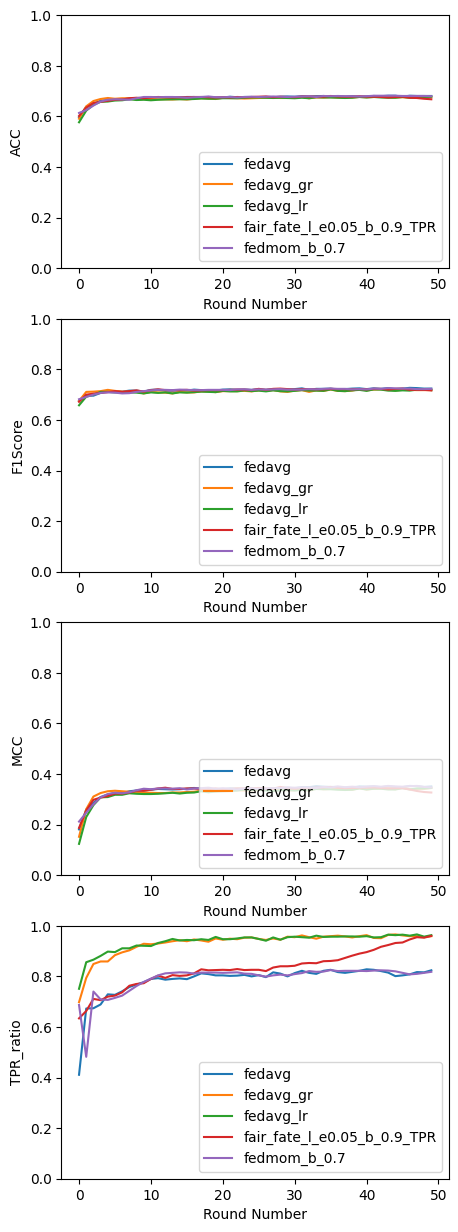 1.0
0.8
0.6
ACC
0.4
0.2
0.0
fedavg
fedavg_gr
fedavg_lr
fair_fate_l_e0.05_b_0.9_TPR
fedmom_b_0.7
0 10 20 30 40 50
Round Number
1.0
0.8
0.6
F1Score
0.4
0.2
0.0
fedavg
fedavg_gr
fedavg_lr
fair_fate_l_e0.05_b_0.9_TPR
fedmom_b_0.7
0 10 20 30 40 50
Round Number
1.0
0.8
0.6
MCC
0.4
0.2
0.0
fedavg
fedavg_gr
fedavg_lr
fair_fate_l_e0.05_b_0.9_TPR
fedmom_b_0.7
0 10 20 30 40 50
Round Number
1.0
0.8
0.6
TPR_ratio
0.4
0.2
0.0
fedavg
fedavg_gr
fedavg_lr
fair_fate_l_e0.05_b_0.9_TPR
fedmom_b_0.7
0 10 20 30 40 50
Round Number